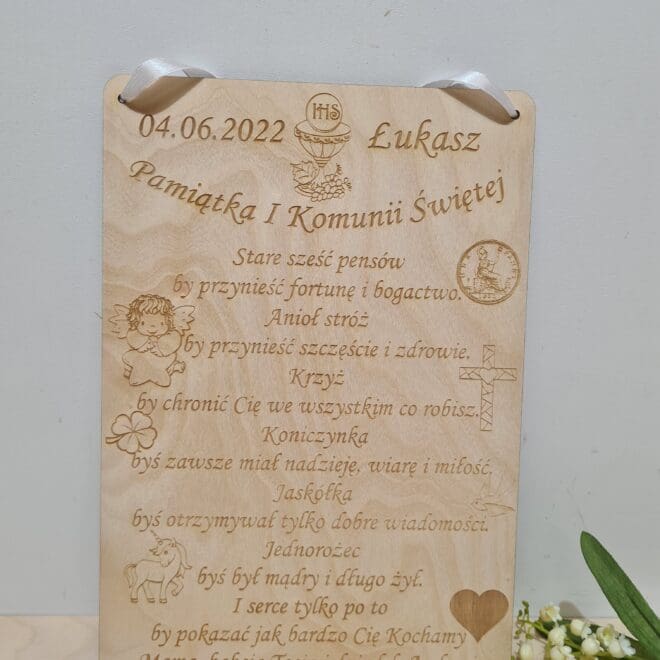 04.06.2022 IHS Łukasz
Pamiątka I Komunii Świętej
Stare sześć pensów
by przynieść fortunę i bogactwo.
Anioł stróż
by przynieść szczęście i zdrowie.
Krzyż
by chronić Cię we wszystkim co robisz.
Koniczynka
byś zawsze miał nadzieję, wiarę i miłość.
Jaskółka
byś otrzymywał tylko dobre wiadomości.
Jednorożec
byś był mądry i długo żył.
I serce tylko po to
by pokazać jak bardzo Cię Kochamy